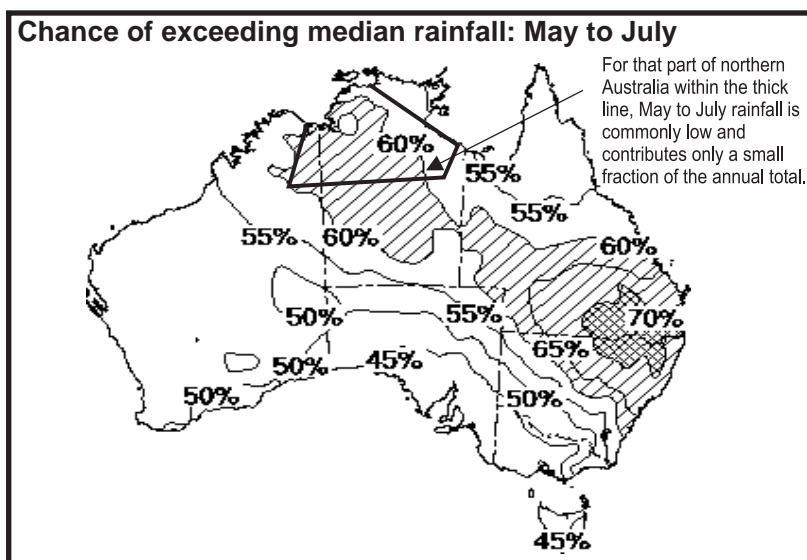 Chance of exceeding median rainfall: May to July
For that part of northern
Australia within the thick
line, May to July rainfall is
commonly low and
contributes only a small
fraction of the annual total.
60%
55%
55%
55%
60%
60%
50%
55%
70%
65%
50%
45%
50%
50%
45%